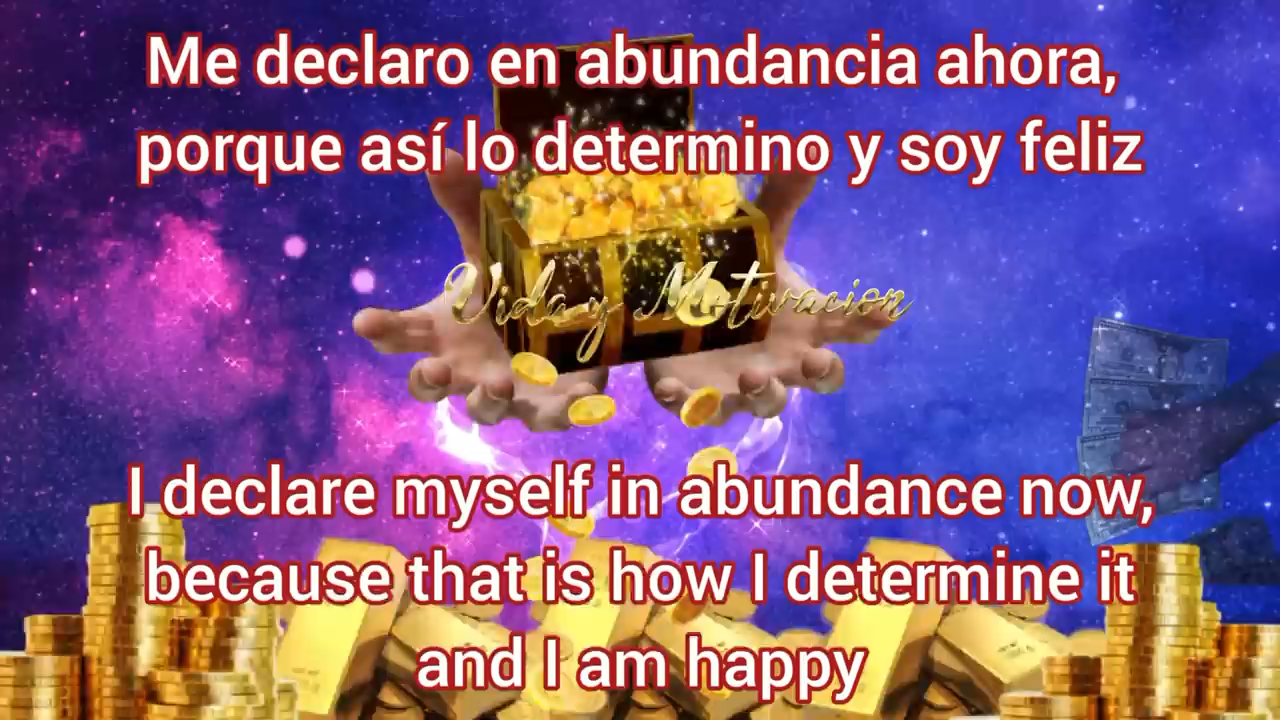 Me declaro en abundancia ahora,
porque así lo determino y soy feliz
Vida y Motivacion
I declare myself in abundance now,
because that is how I determine it
and I am happy